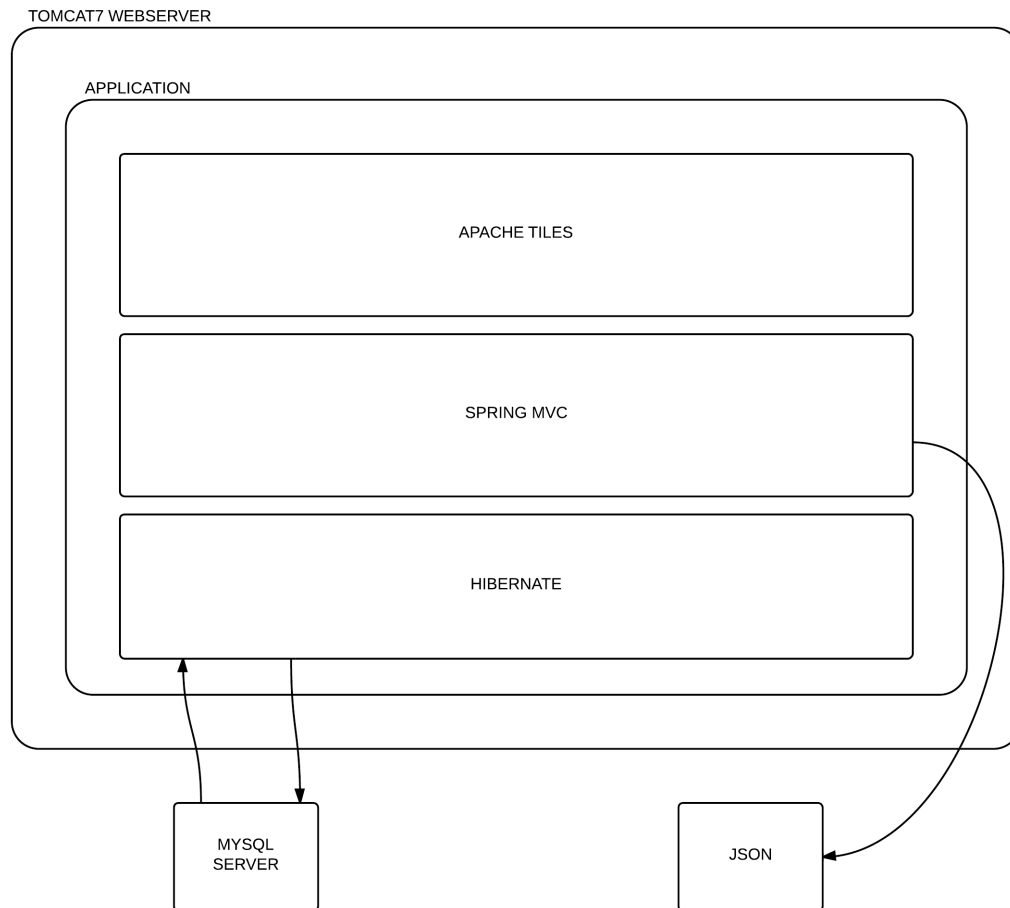 TOMCAT7 WEBSERVER
APPLICATION
APACHE TILES
SPRING MVC
HIBERNATE
MYSQL
SERVER
JSON